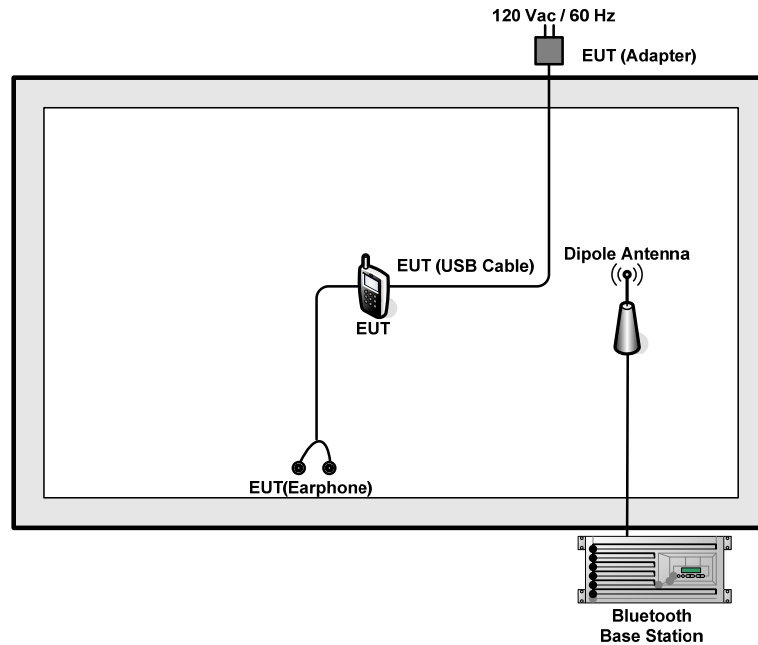 120 Vac / 60 Hz
EUT (Adapter)
EUT (USB Cable)
Dipole Antenna
EUT
EUT(Earphone)
Bluetooth
Base Station